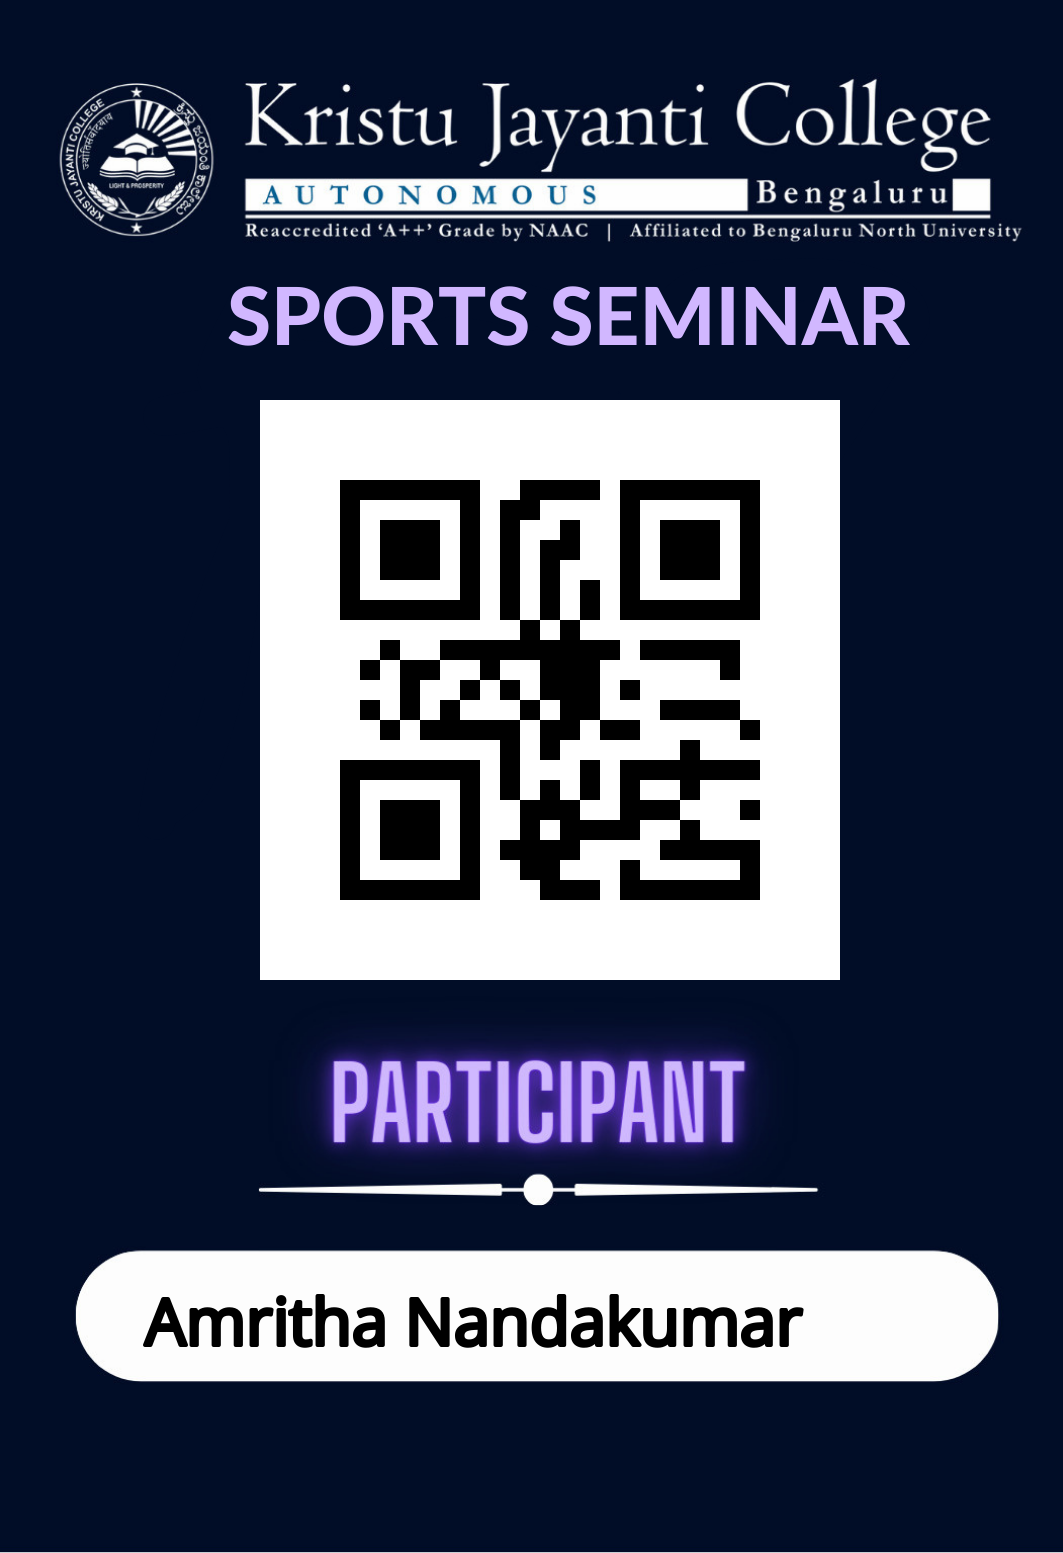 KRISTU JAYANTI COLLEGE
LIGHT & PROSPERITY
Kristu Jayanti College
AUTONOMOUS Bengaluru
Reaccredited ‘A++’ Grade by NAAC | Affiliated to Bengaluru North University
SPORTS SEMINAR
PARTICIPANT
Amritha Nandakumar